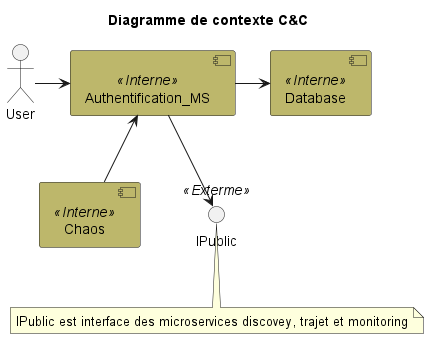 Diagramme de contexte C&C
«Interne»
Authentification_MS
«Interne»
Database
User
«Interne»
Chaos
«Exterme»
IPublic
IPublic est interface des microservices discovey, trajet et monitoring